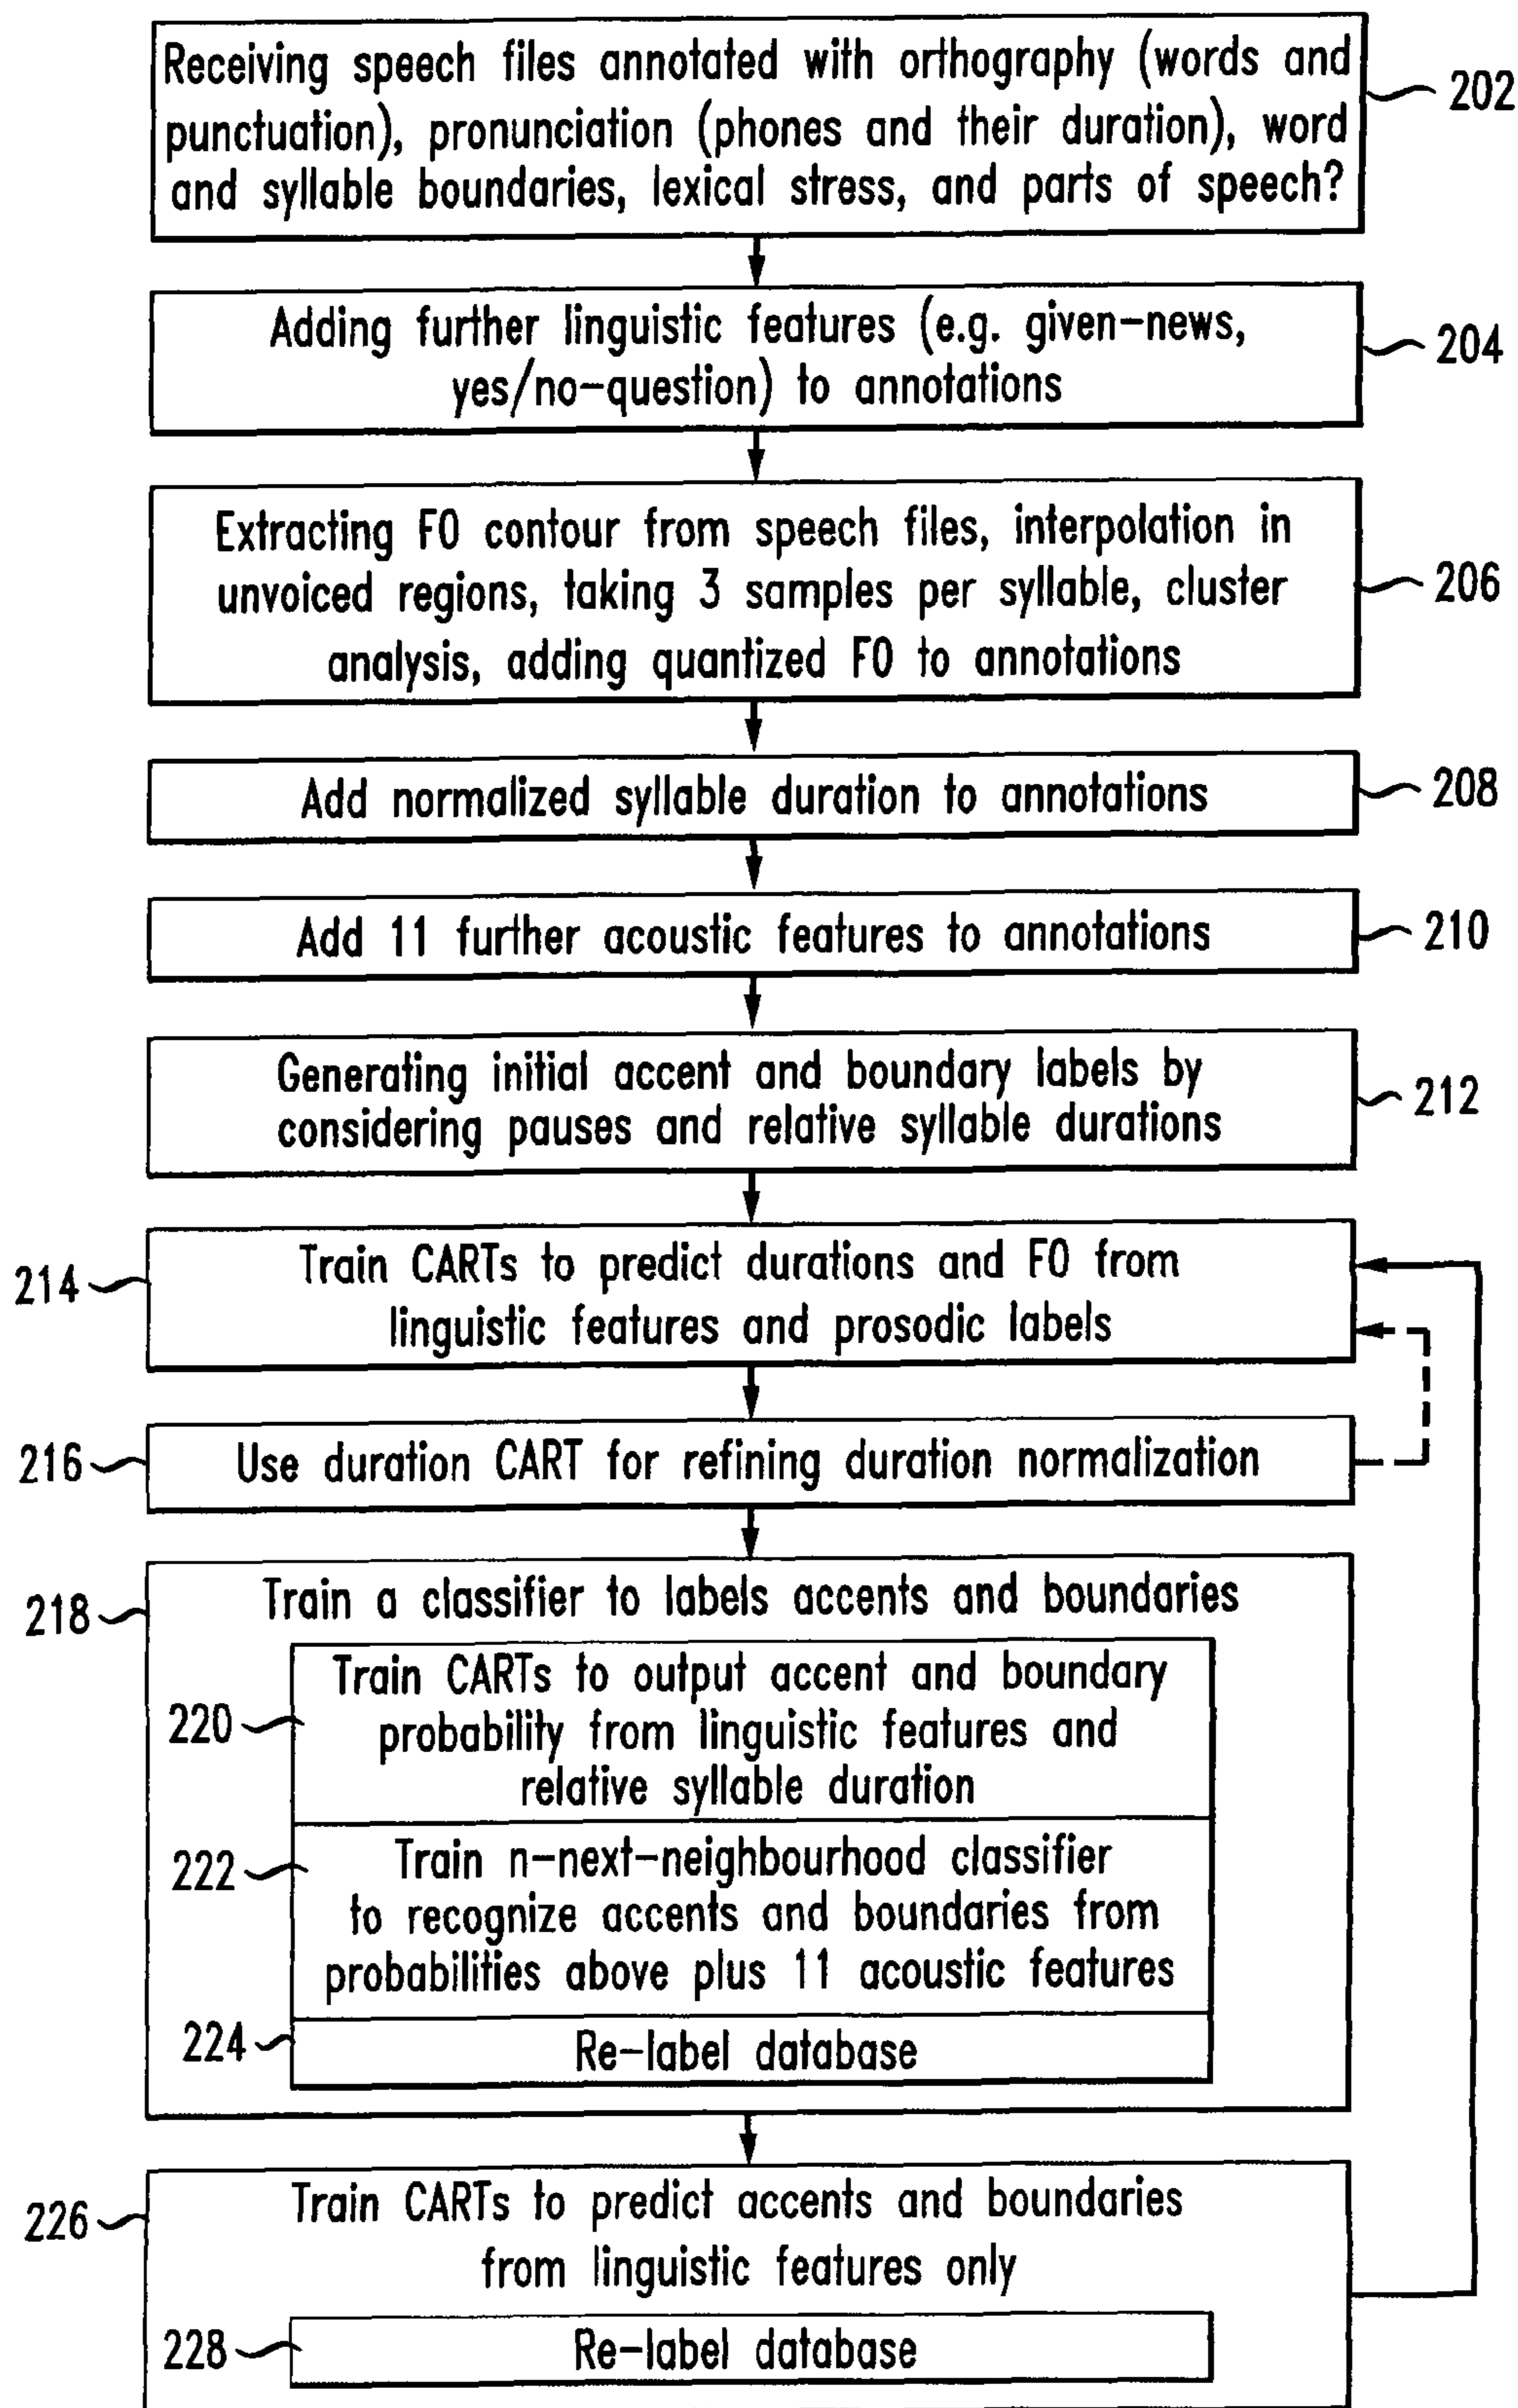 Receiving speech files annotated with orthography (words and
punctuation), pronunciation (phones and their duration), word
and syllable boundaries, lexical stress, and parts of speech?
202
Adding further linguistic features (e.g. given-news,
yes/no-question) to annotations
204
Extracting F0 contour from speech files, interpolation in
unvoiced regions, taking 3 samples per syllable, cluster
analysis, adding quantized F0 to annotations
206
Add normalized syllable duration to annotations
208
Add 11 further acoustic features to annotations
210
Generating initial accent and boundary labels by
considering pauses and relative syllable durations
212
214
Train CARTs to predict durations and F0 from
linguistic features and prosodic labels
216
Use duration CART for refining duration normalization
218
Train a classifier to labels accents and boundaries
220
Train CARTs to output accent and boundary
probability from linguistic features and
relative syllable duration
222
Train n-next-neighbourhood classifier
to recognize accents and boundaries from
probabilities above plus 11 acoustic features
224
Re-label database
226
Train CARTs to predict accents and boundaries
from linguistic features only
228
Re-label database